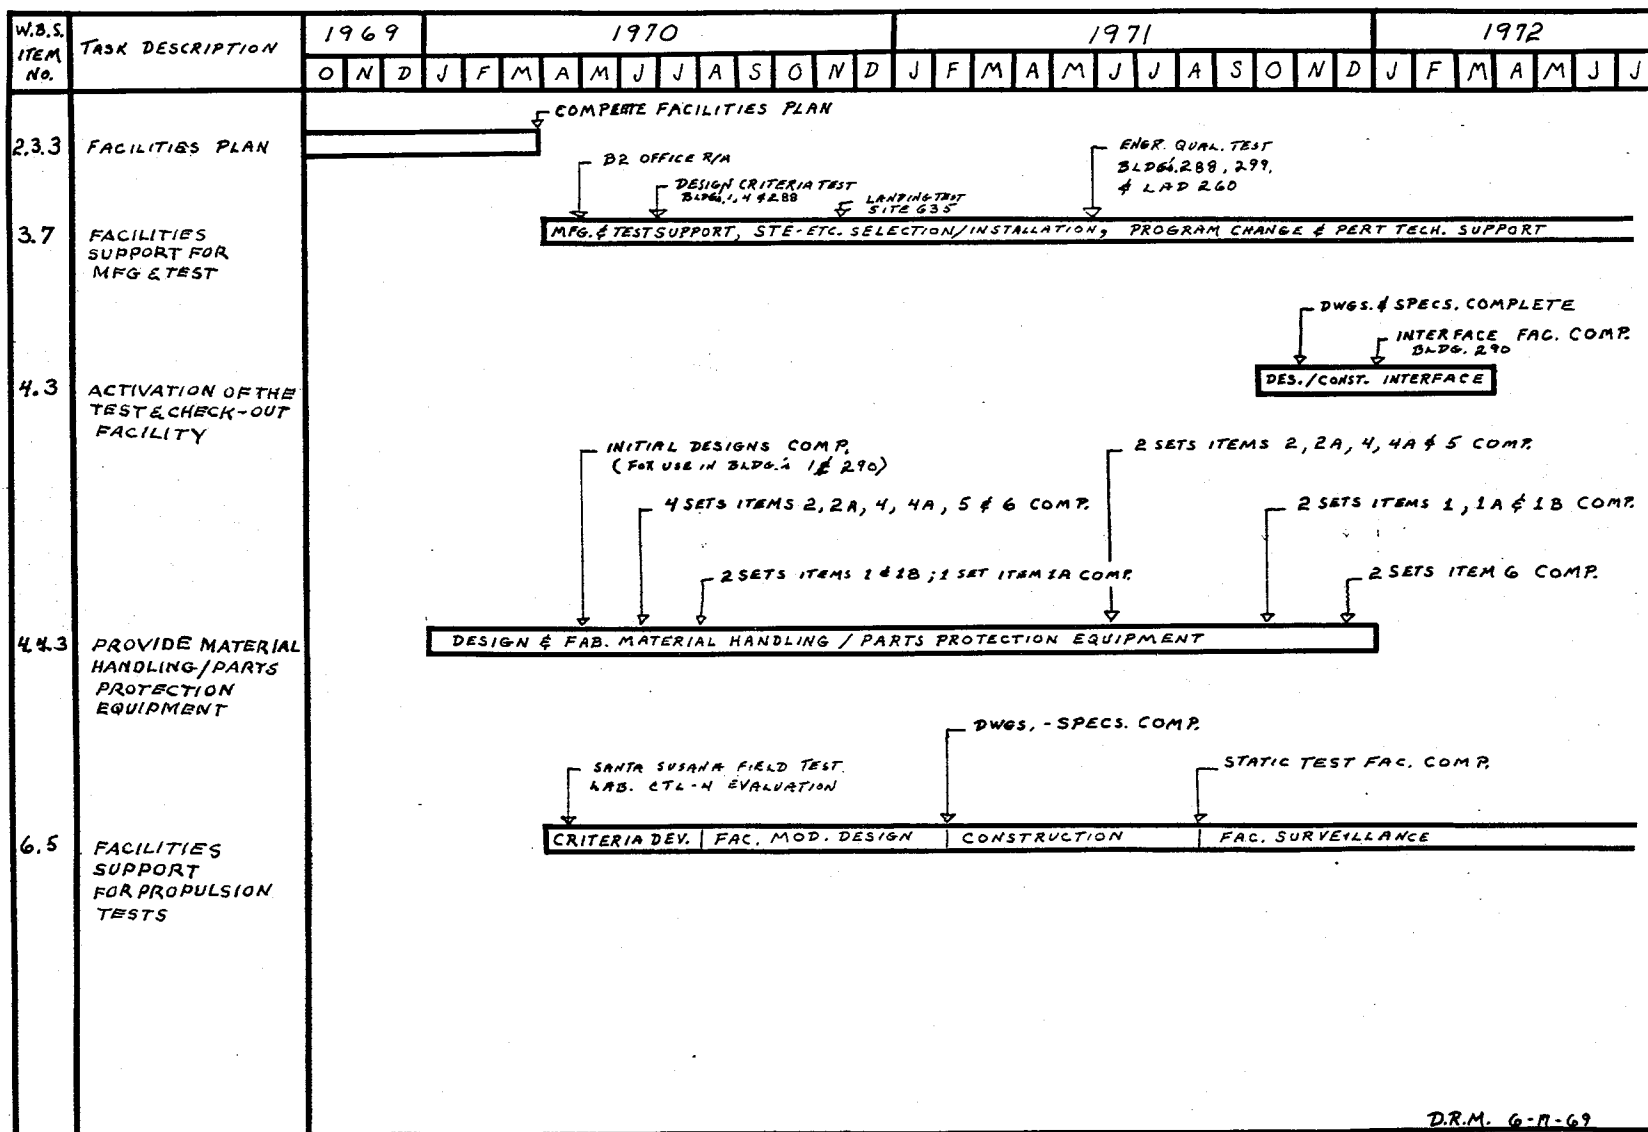 W.B.S. ITEM NO.
TASK DESCRIPTION
1969
1970
1971
1972
O N D J F M A M J J A S O N D J F M A M J J A S O N D J F M A M J J
COMPLETE FACILITIES PLAN
2.3.3 FACILITIES PLAN
B2 OFFICE R/A
DESIGN CRITERIA TEST
BLDG'S, 1, 4 & 288
LANDING TEST
SITE 635
ENGR. QUAL. TEST
BLDG'S. 288, 299,
& LAD 260
3.7 FACILITIES
SUPPORT FOR
MFG & TEST
MFG. & TEST SUPPORT, STE-ETC. SELECTION/INSTALLATION, PROGRAM CHANGE & PERT TECH. SUPPORT
DWGS. & SPECS. COMPLETE
INTERFACE FAC. COMP.
BLDG. 290
4.3 ACTIVATION OF THE
TEST & CHECK-OUT
FACILITY
DES./CONST. INTERFACE
INITIAL DESIGNS COMP.
(FOR USE IN BLDG.'s 1 & 290)
2 SETS ITEMS 2, 2A, 4, 4A & 5 COMP.
4 SETS ITEMS 2, 2A, 4, 4A, 5 & 6 COMP.
2 SETS ITEMS 1, 1A & 1B COMP.
2 SETS ITEMS 1 & 1B; 1 SET ITEM 1A COMP.
2 SETS ITEM 6 COMP.
4.4.3 PROVIDE MATERIAL
HANDLING/PARTS
PROTECTION
EQUIPMENT
DESIGN & FAB. MATERIAL HANDLING / PARTS PROTECTION EQUIPMENT
DWGS, - SPECS. COMP.
SANTA SUSANA FIELD TEST
LAB. CTL-4 EVALUATION
STATIC TEST FAC. COMP.
6.5 FACILITIES
SUPPORT
FOR PROPULSION
TESTS
CRITERIA DEV. FAC. MOD. DESIGN CONSTRUCTION FAC. SURVEILLANCE
D.R.M.